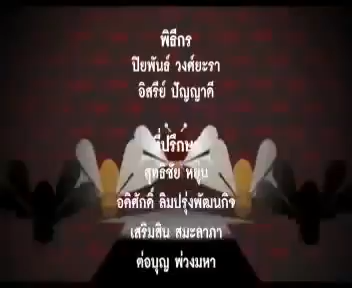 พิธีกร
ปิยพันธ์ วงศ์ยะรา
อิสรีย์ ปัญญาดี
ที่ปรึกษา
สุทธิชัย หยุ่น
อดิศักดิ์ ลิมปรุ่งพัฒนกิจ
เสริมสิน สมะลาภา
ต่อบุญ พ่วงมหา